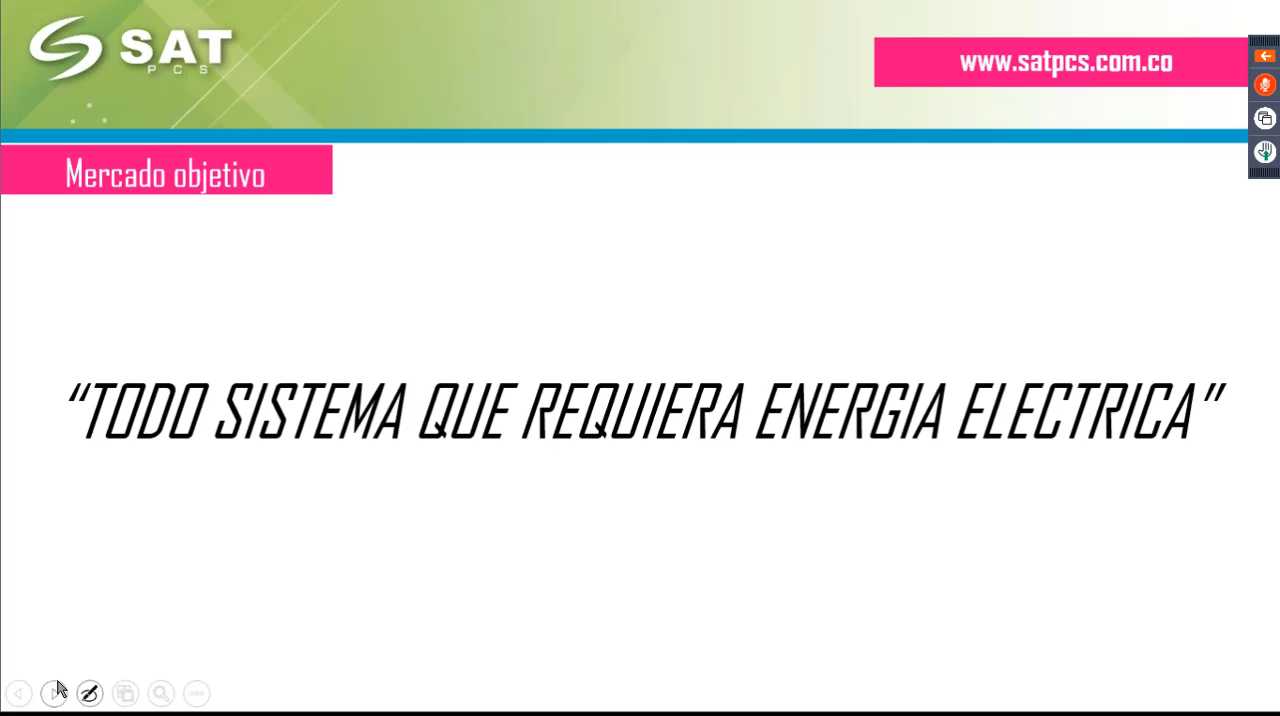 SAT
PCS
www.satpcs.com.co
Mercado objetivo
“TODO SISTEMA QUE REQUIERA ENERGIA ELECTRICA”